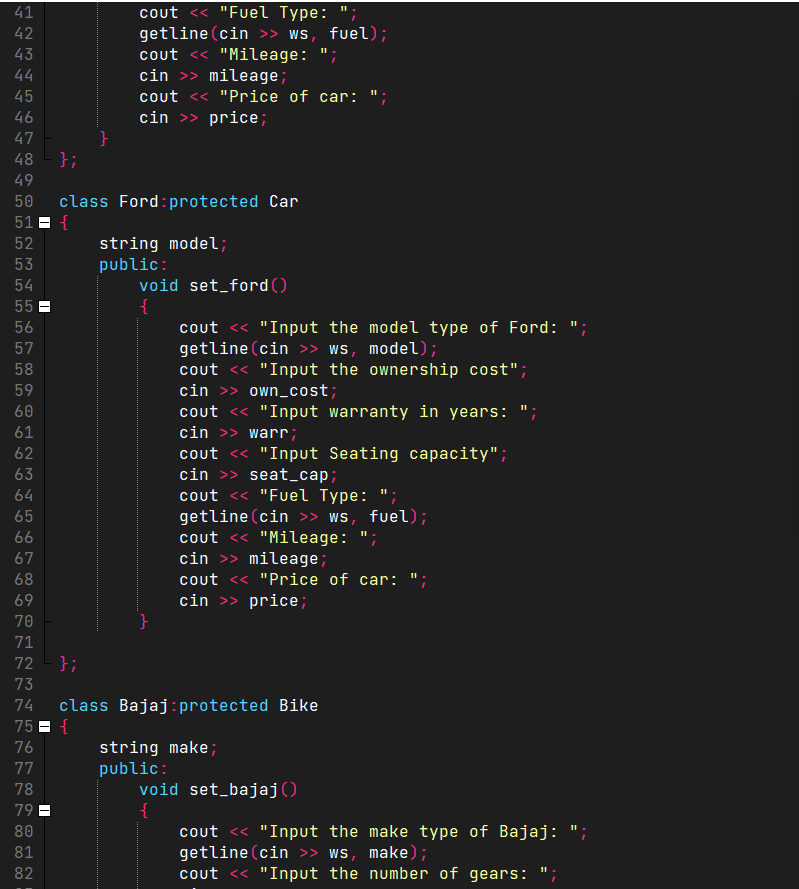 41 cout << "Fuel Type: ";
42 getline(cin >> ws, fuel);
43 cout << "Mileage: ";
44 cin >> mileage;
45 cout << "Price of car: ";
46 cin >> price;
47 }
48 };
49
50 class Ford:protected Car
51 {
52 string model;
53 public:
54 void set_ford()
55 {
56 cout << "Input the model type of Ford: ";
57 getline(cin >> ws, model);
58 cout << "Input the ownership cost";
59 cin >> own_cost;
60 cout << "Input warranty in years: ";
61 cin >> warr;
62 cout << "Input Seating capacity";
63 cin >> seat_cap;
64 cout << "Fuel Type: ";
65 getline(cin >> ws, fuel);
66 cout << "Mileage: ";
67 cin >> mileage;
68 cout << "Price of car: ";
69 cin >> price;
70 }
71
72 };
73
74 class Bajaj:protected Bike
75 {
76 string make;
77 public:
78 void set_bajaj()
79 {
80 cout << "Input the make type of Bajaj: ";
81 getline(cin >> ws, make);
82 cout << "Input the number of gears: ";